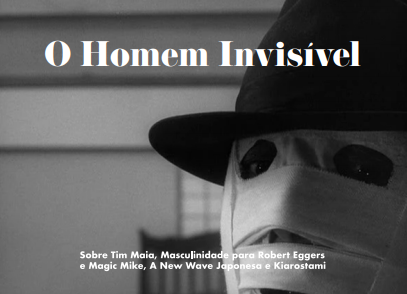 O Homem Invisível
Sobre Tim Maia, Masculinidade para Robert Eggers
e Magic Mike, A New Wave Japonesa e Kiarostami